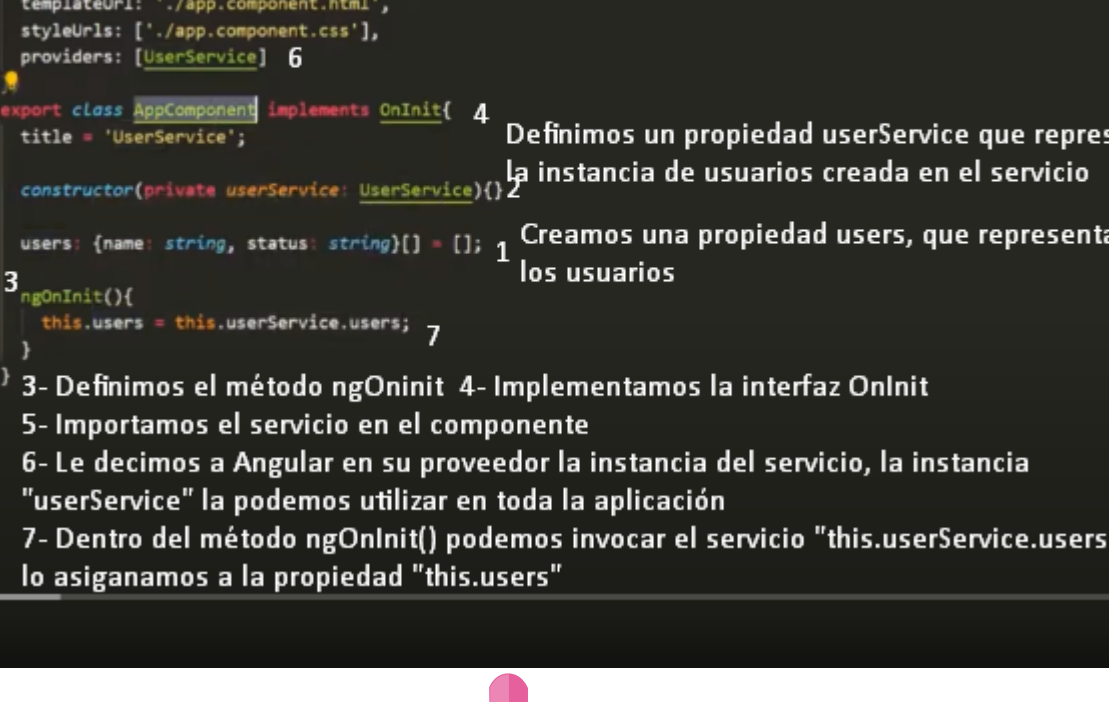 templateUrl: './app.component.html',
styleUrls: ['./app.component.css'],
providers: [UserService] 6
export class AppComponent implements OnInit{ 4
title = 'UserService';
Definimos un propiedad userService que repres
la instancia de usuarios creada en el servicio
constructor(private userService: UserService){} 2
users: {name: string, status: string}[] = []; 1
Creamos una propiedad users, que representa
los usuarios
3
ngOnInit(){
this.users = this.userService.users; 7
}
}
3- Definimos el método ngOninit 4- Implementamos la interfaz OnInit
5- Importamos el servicio en el componente
6- Le decimos a Angular en su proveedor la instancia del servicio, la instancia
"userService" la podemos utilizar en toda la aplicación
7- Dentro del método ngOnInit() podemos invocar el servicio "this.userService.users
lo asiganamos a la propiedad "this.users"